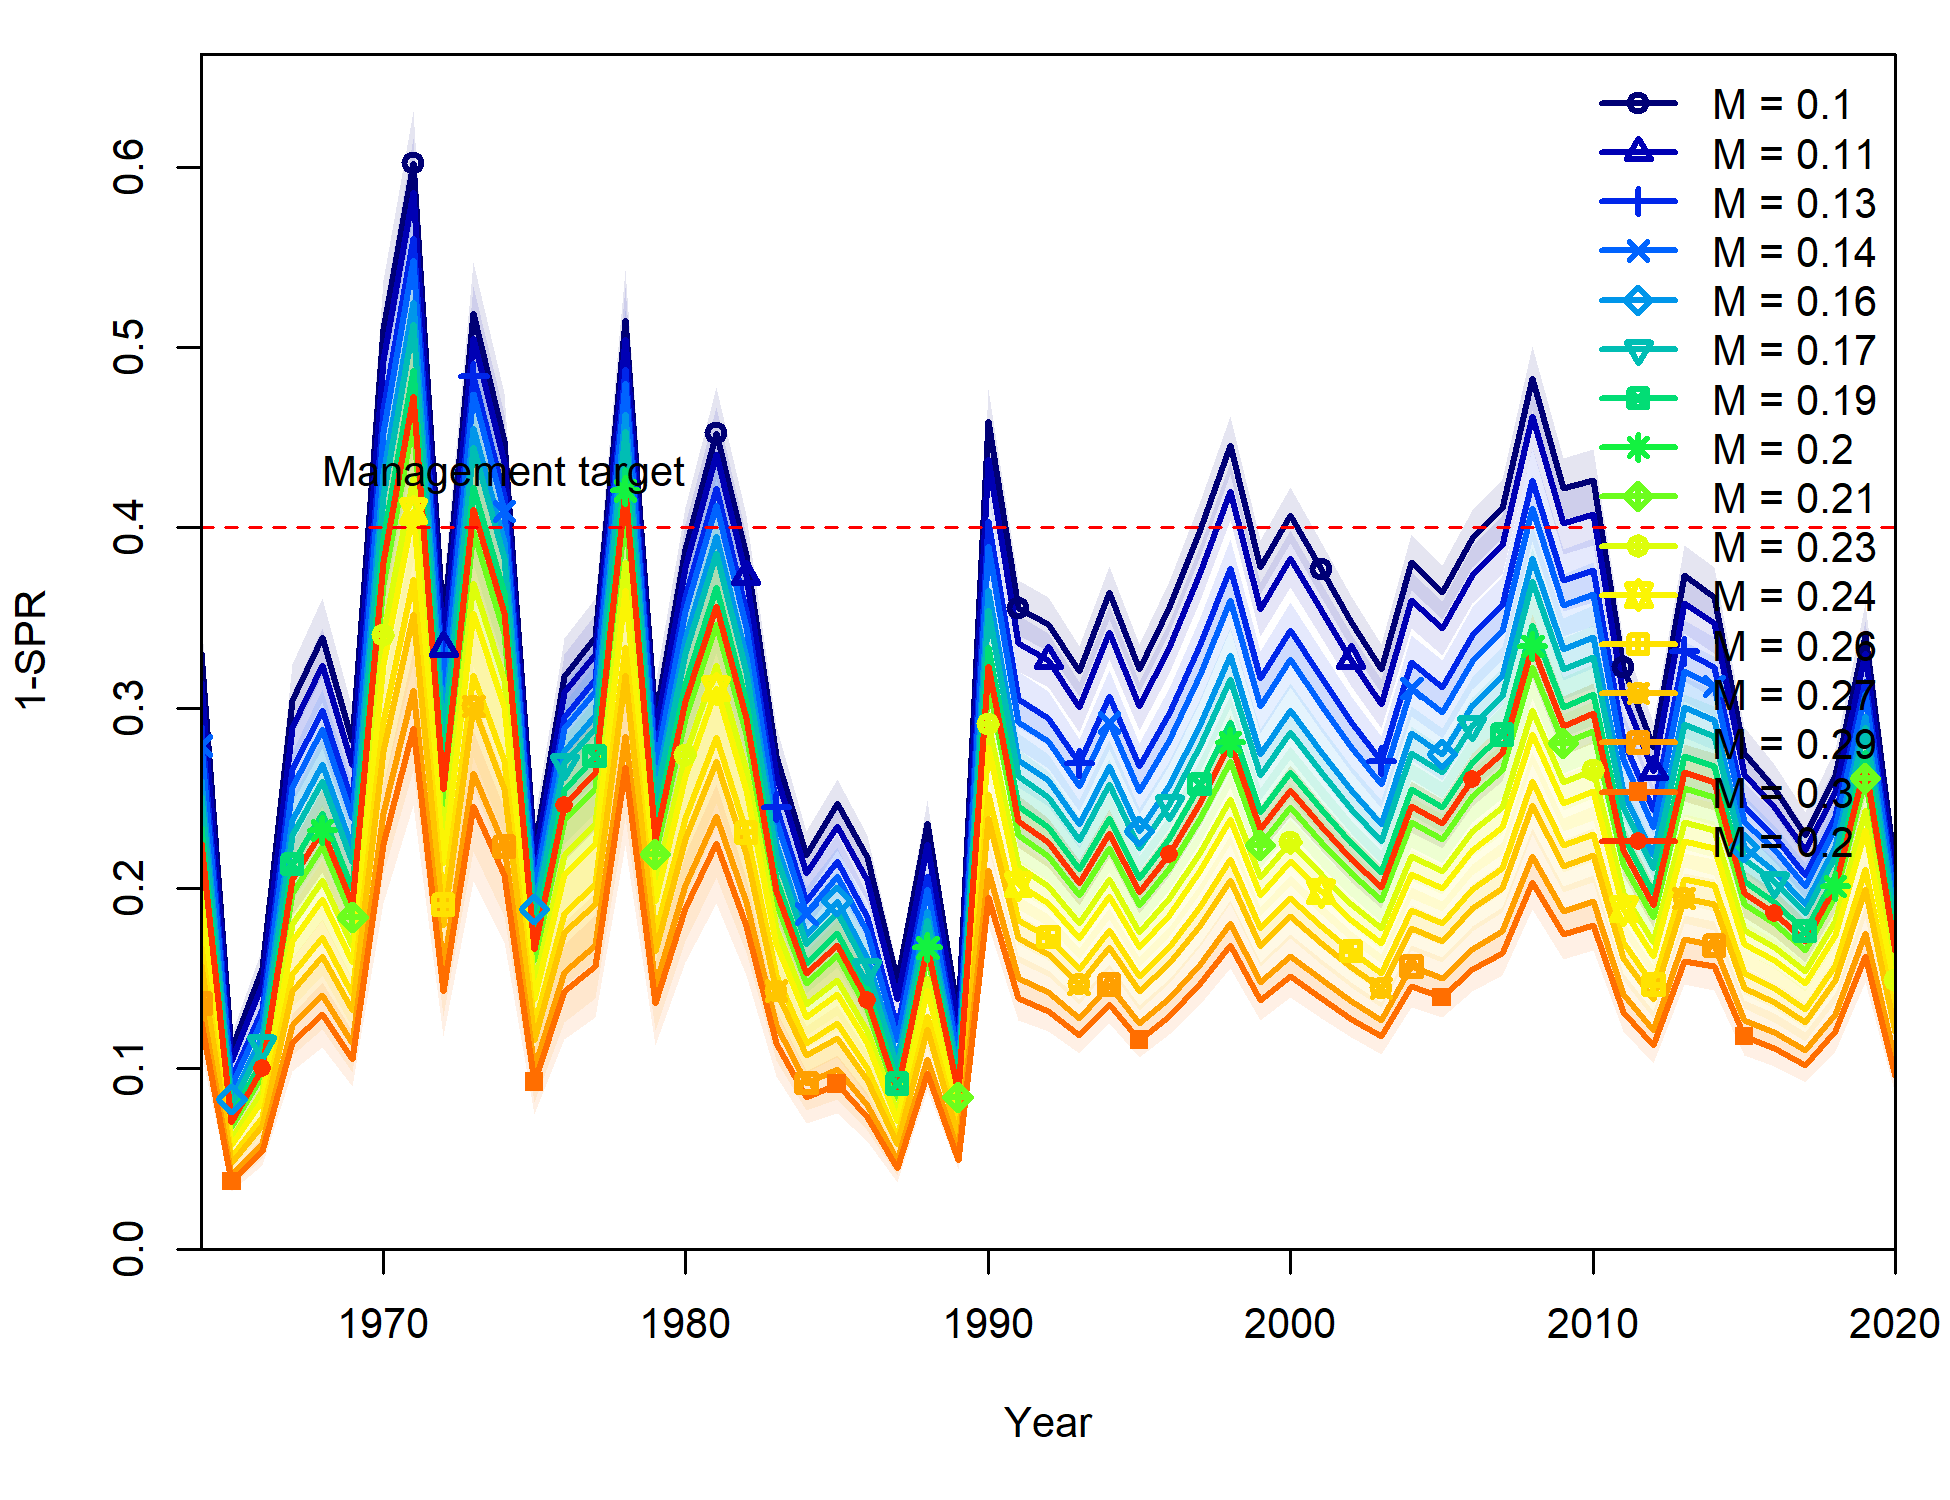 M = 0.1
M = 0.11
M = 0.13
M = 0.14
M = 0.16
M = 0.17
M = 0.19
M = 0.2
M = 0.21
M = 0.23
M = 0.24
M = 0.26
M = 0.27
M = 0.29
M = 0.3
M = 0.2
Management target
0.6
0.5
0.4
0.3
0.2
0.1
0.0
1-SPR
1970 1980 1990 2000 2010 2020
Year